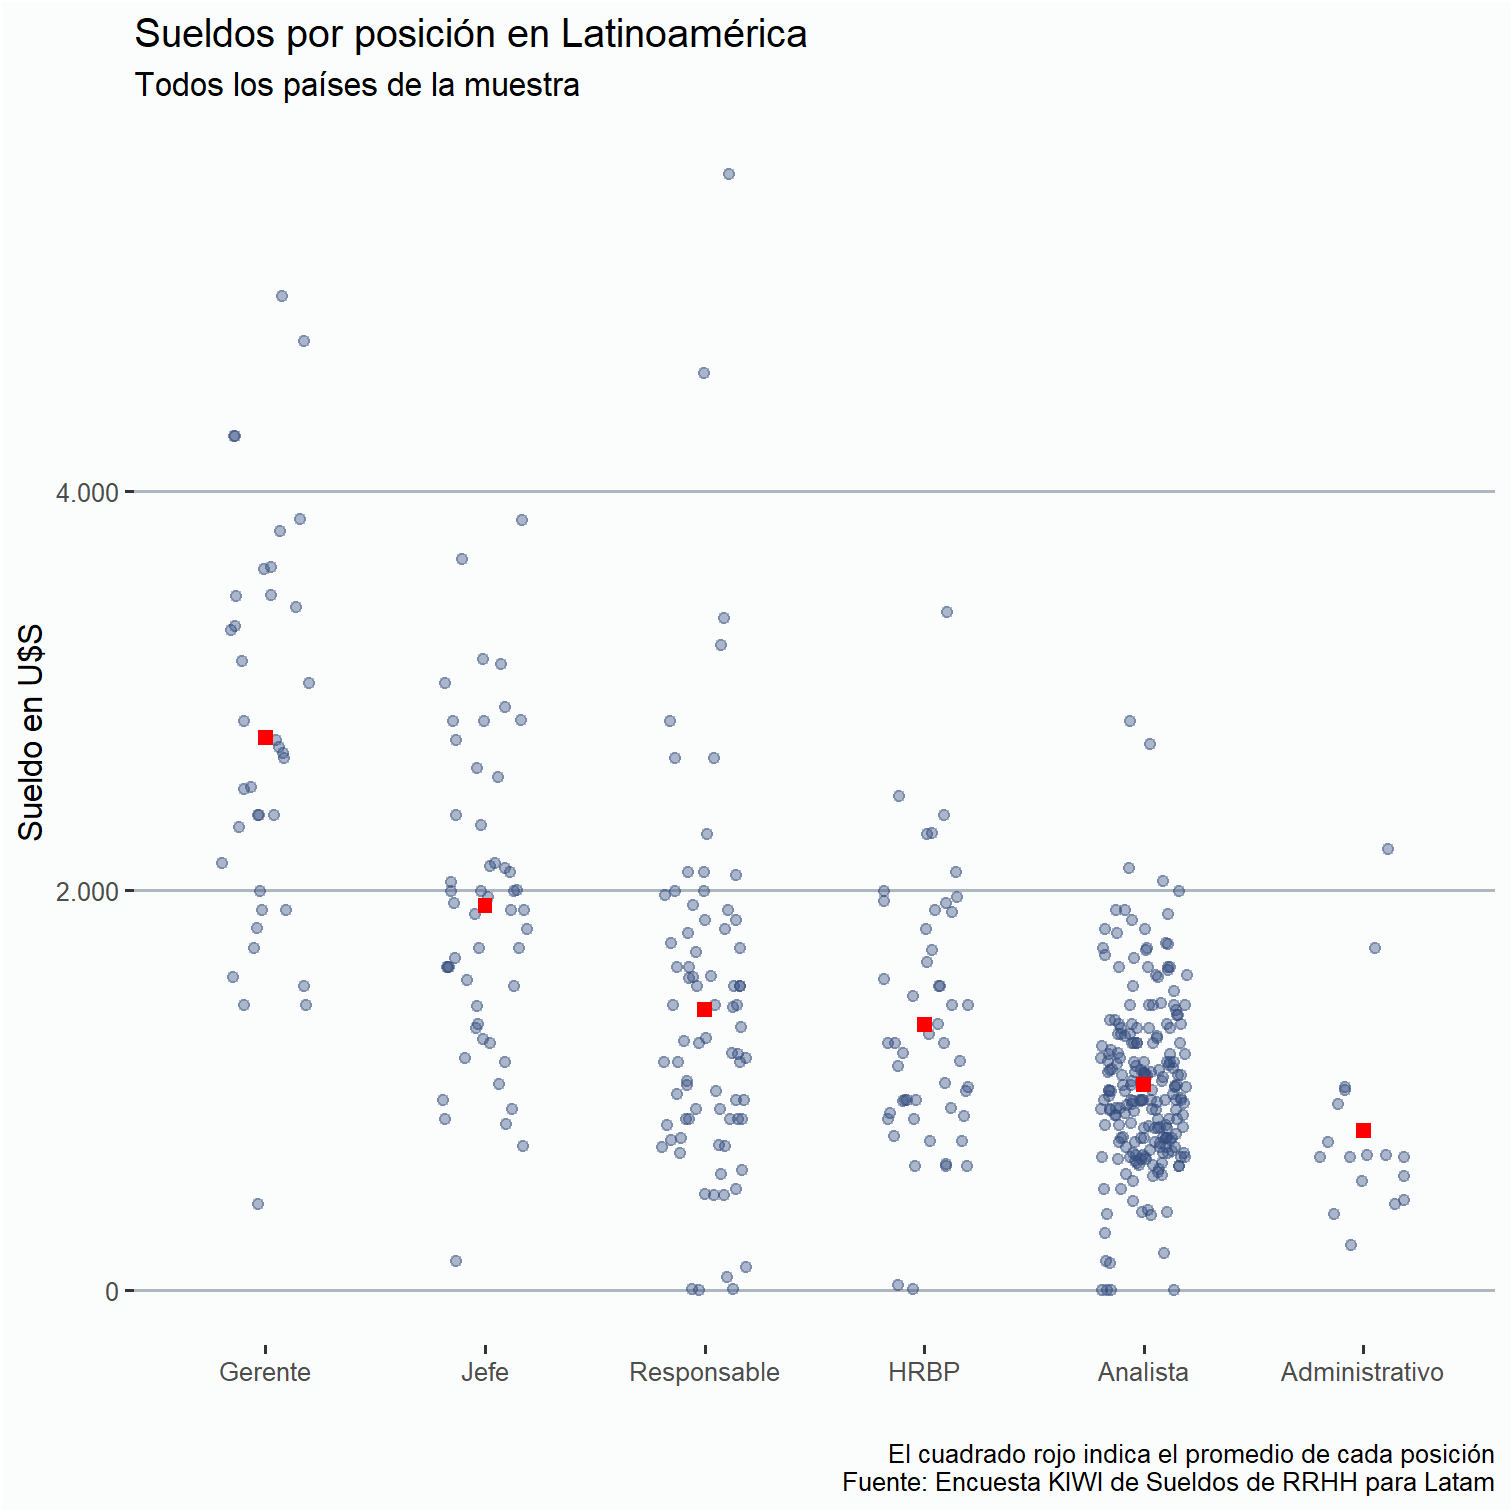 Sueldos por posición en Latinoamérica
Todos los países de la muestra
Sueldo en U$S
4.000
2.000
0
Gerente
Jefe
Responsable
HRBP
Analista
Administrativo
El cuadrado rojo indica el promedio de cada posición
Fuente: Encuesta KIWI de Sueldos de RRHH para Latam